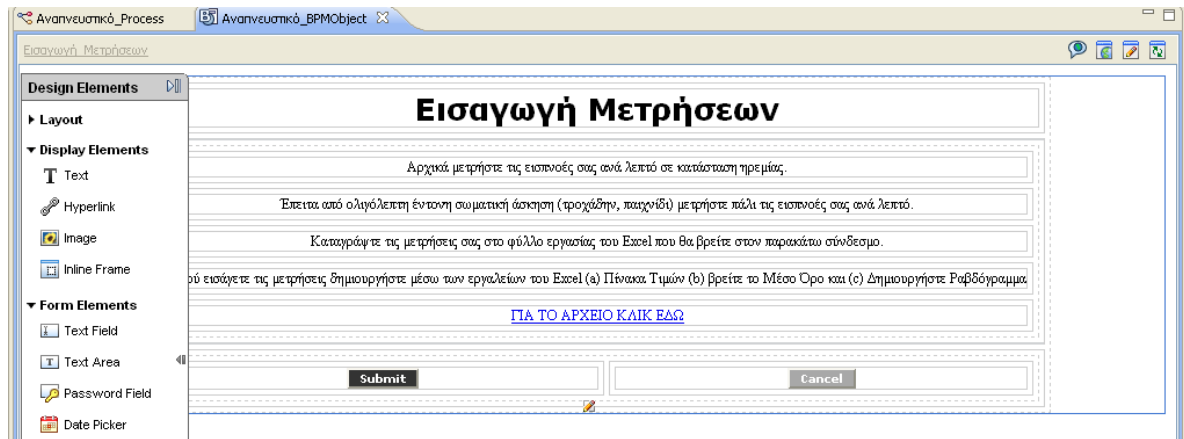 Αναπνευστικό_Process
Αναπνευστικό_BPMObject
Εισαγωγή Μετρήσεων
Design Elements
Layout
Display Elements
Text
Hyperlink
Image
Inline Frame
Form Elements
Text Field
Text Area
Password Field
Date Picker
Εισαγωγή Μετρήσεων
Αρχικά μετρήστε τις εισπνοές σας ανά λεπτό σε κατάσταση ηρεμίας.
Έπειτα από ολιγόλεπτη έντονη σωματική άσκηση (τροχάδην, παιχνίδι) μετρήστε πάλι τις εισπνοές σας ανά λεπτό.
Καταγράψτε τις μετρήσεις σας στο φύλλο εργασίας του Excel που θα βρείτε στον παρακάτω σύνδεσμο.
ού εισάγετε τις μετρήσεις δημιουργήστε μέσω των εργαλείων του Excel (a) Πίνακα Τιμών (b) βρείτε το Μέσο Όρο και (c) Δημιουργήστε Ραβδόγραμμα
ΓΙΑ ΤΟ ΑΡΧΕΙΟ ΚΛΙΚ ΕΔΩ
Submit
Cancel